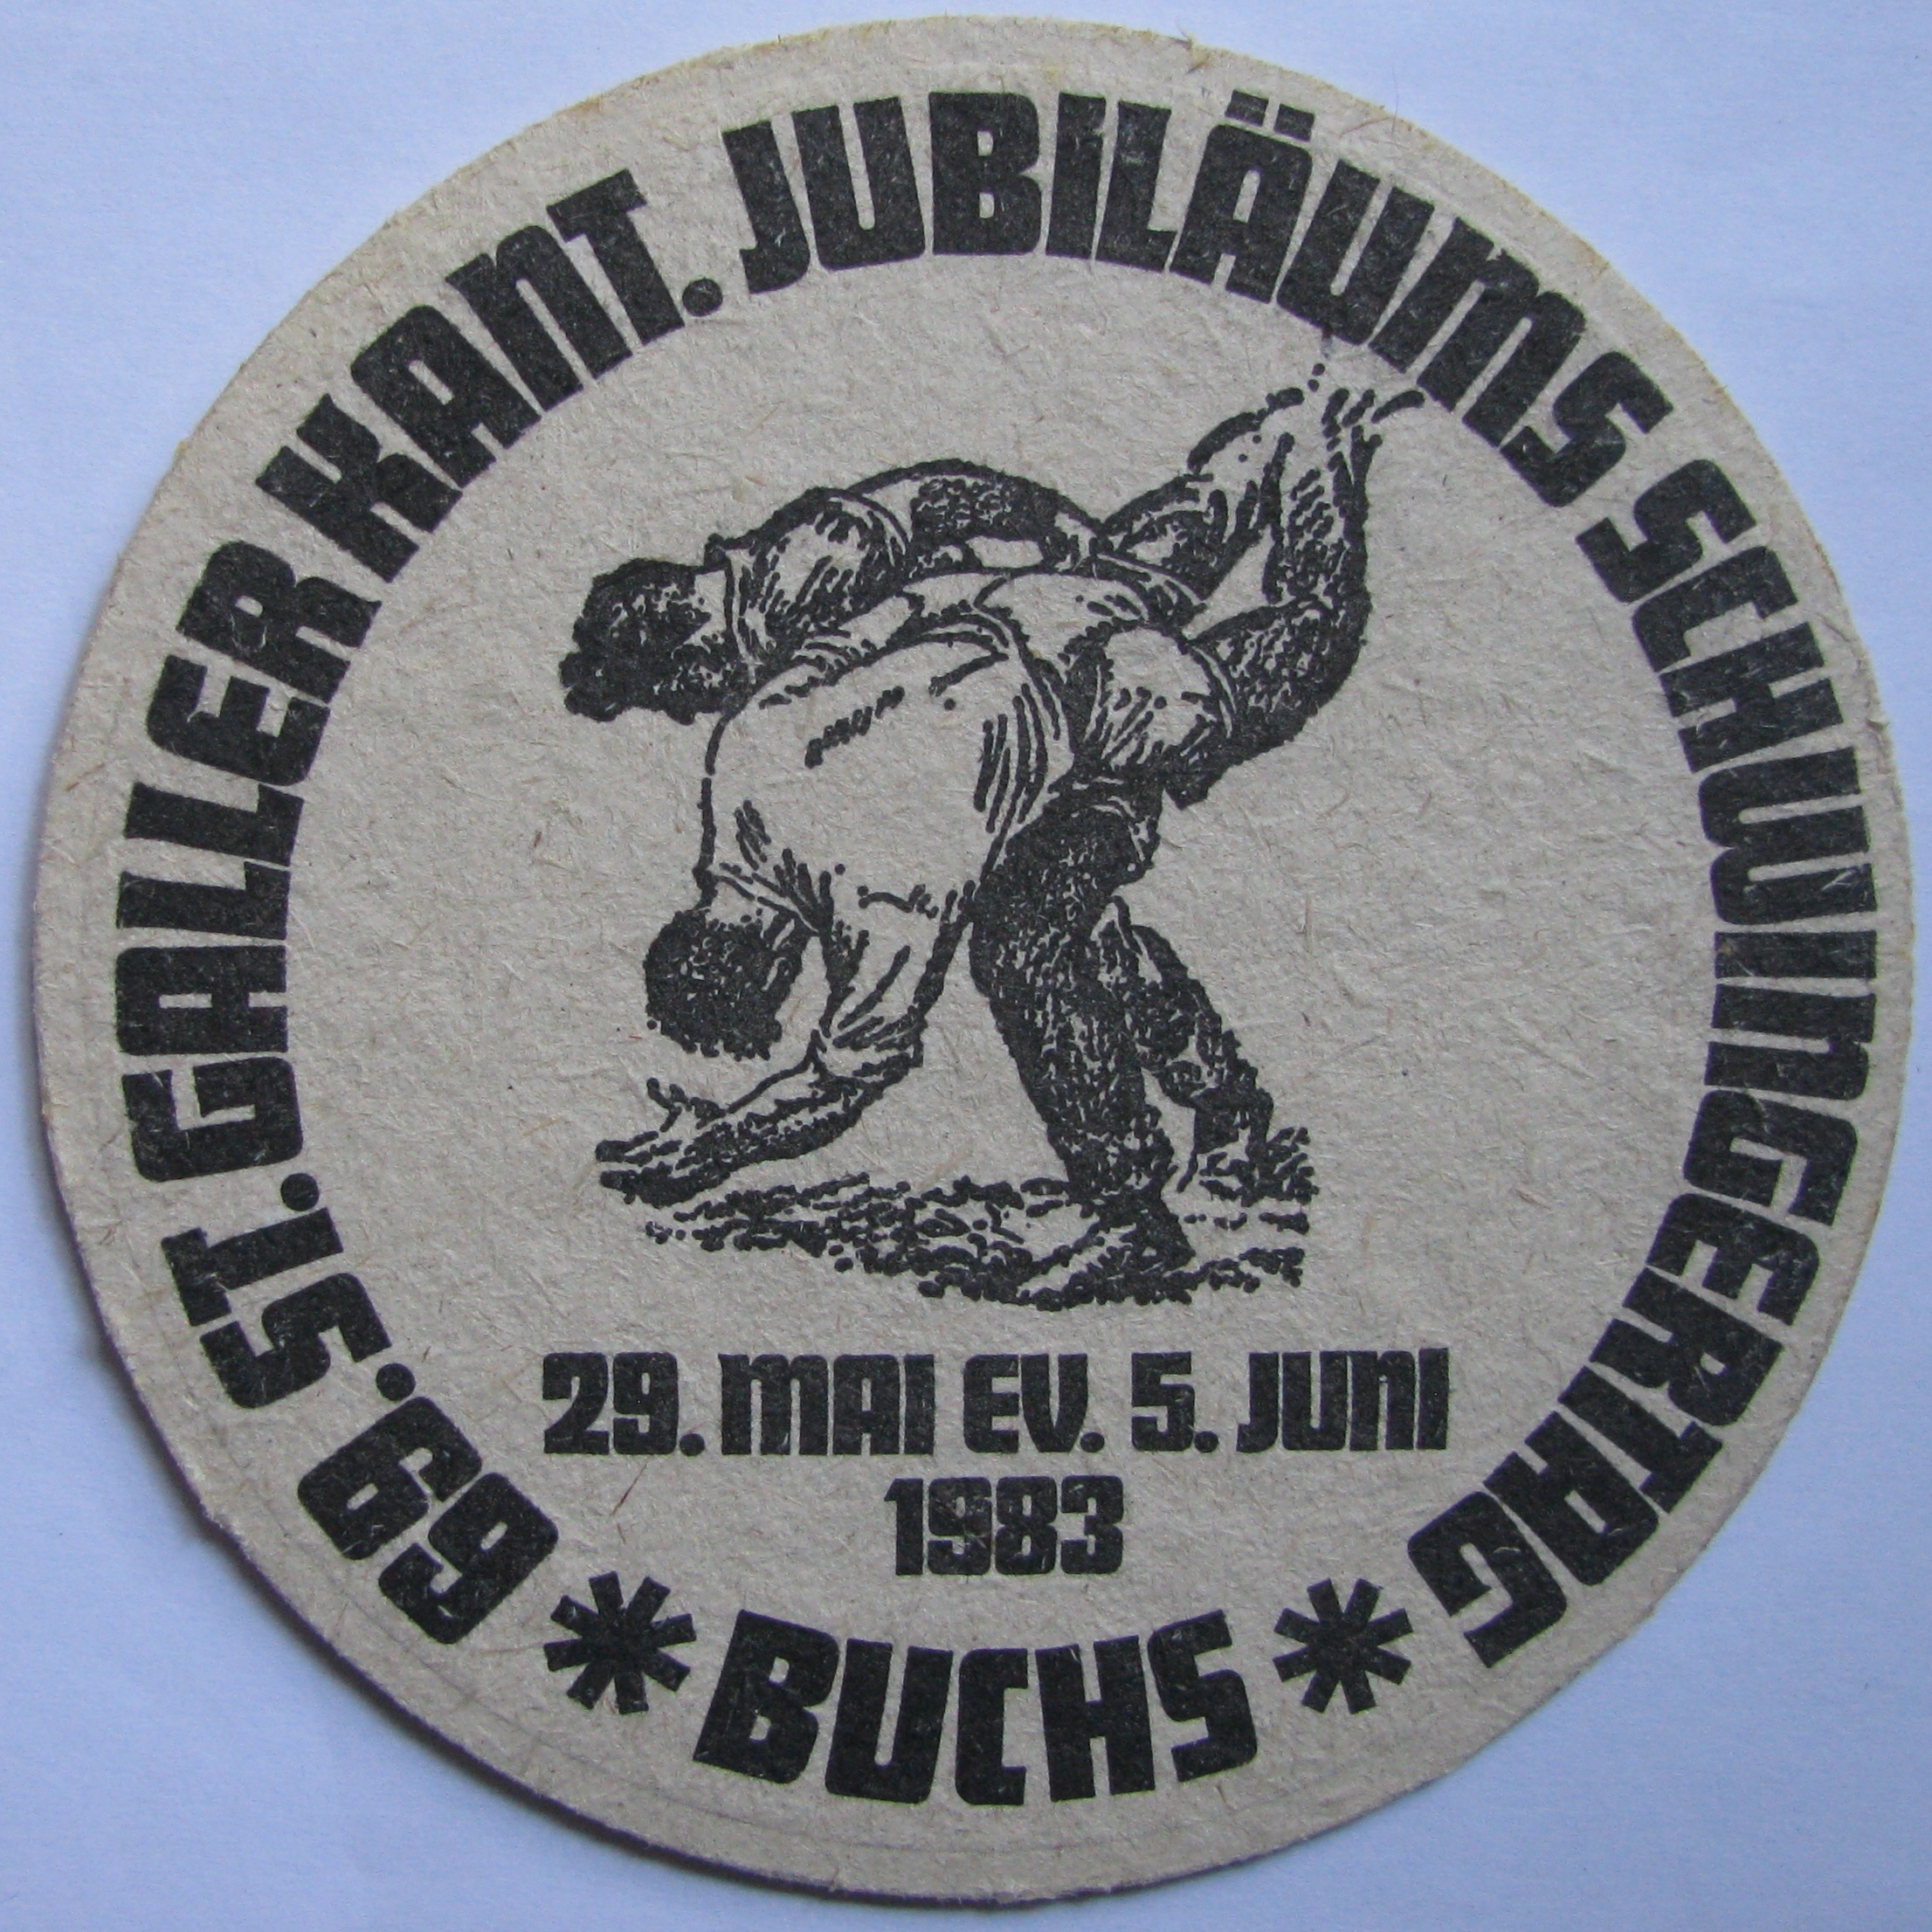 69. ST. GALLER KANT. JUBILÄUMS SCHWINGERTAG
29. MAI EV. 5. JUNI
1983
* BUCHS *